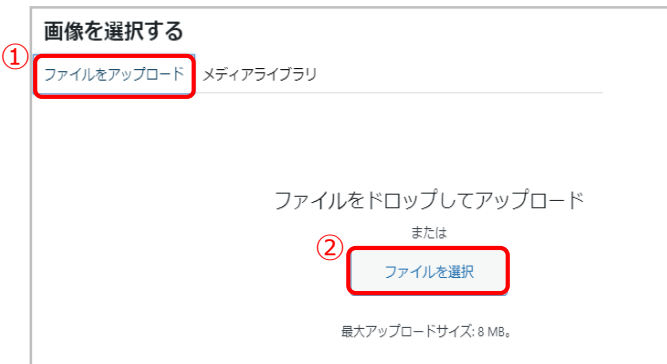 画像を選択する
①
ファイルをアップロード メディアライブラリ
ファイルをドロップしてアップロード
または
②
ファイルを選択
最大アップロードサイズ: 8 MB。